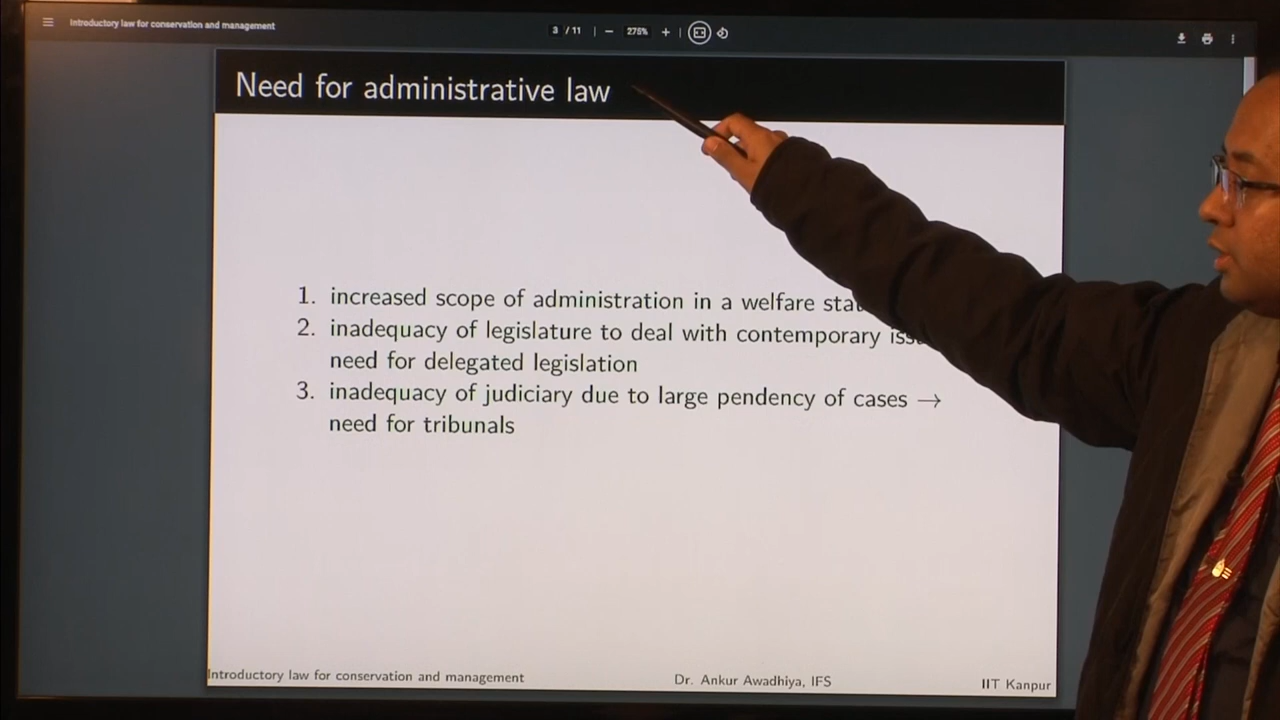 Introductory law for conservation and management
3 / 11
275%
Need for administrative law
1. increased scope of administration in a welfare
2. inadequacy of legislature to deal with contemporary
need for delegated legislation
3. inadequacy of judiciary due to large pendency of cases →
need for tribunals
Introductory law for conservation and management Dr. Ankur Awadhiya, IFS IIT Kanpur